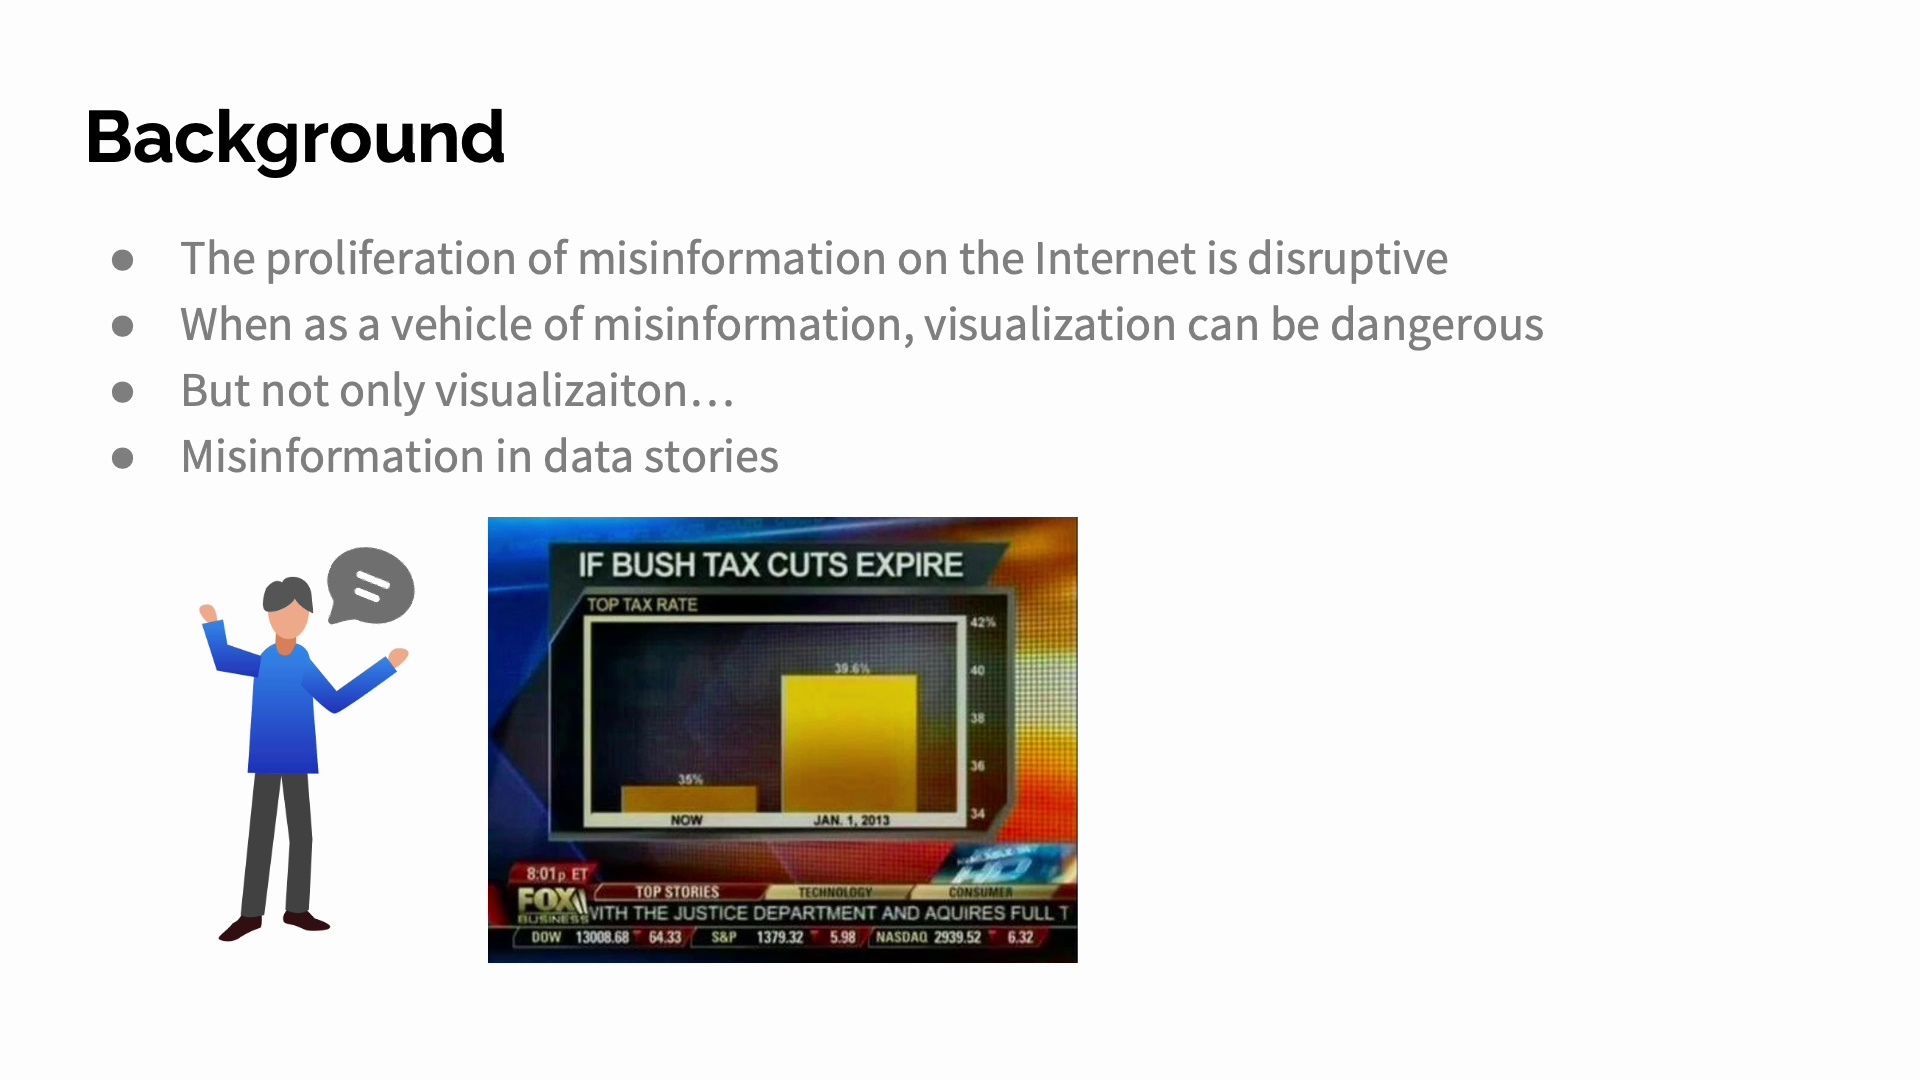 Background
● The proliferation of misinformation on the Internet is disruptive
● When as a vehicle of misinformation, visualization can be dangerous
● But not only visualizaiton…
● Misinformation in data stories
IF BUSH TAX CUTS EXPIRE
TOP TAX RATE
42%
39.6%
40
38
36
35%
34
NOW JAN. 1, 2013
HD
8:01p ET
TOP STORIES TECHNOLOGY CONSUMER
FOX
BUSINESS
WITH THE JUSTICE DEPARTMENT AND AQUIRES FULL T
DOW 13008.68 64.33 S&P 1379.32 5.98 NASDAQ 2939.52 6.32